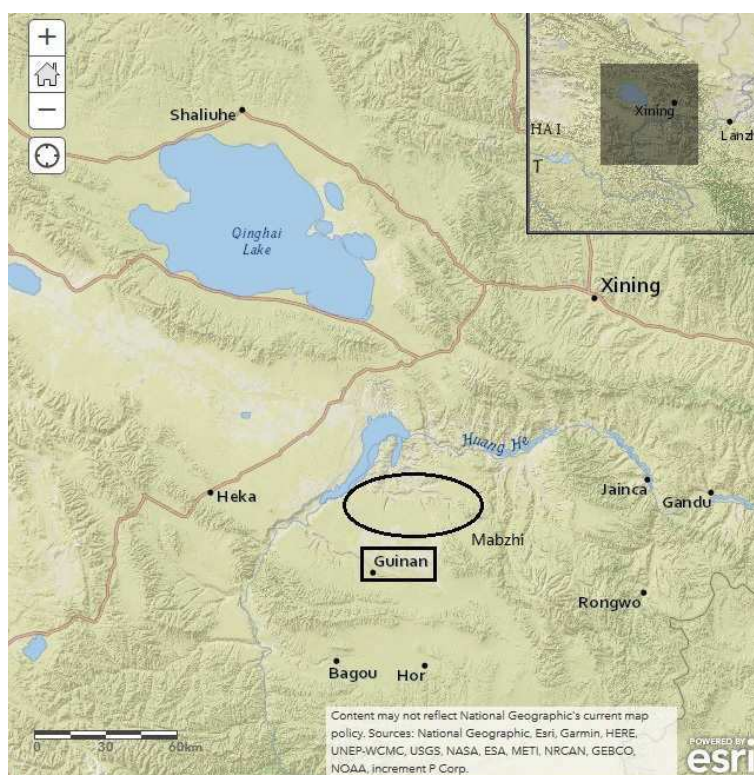 +
−
Shaliuhe
Qinghai
Lake
Xining
HAI
T
Xining
Lanzh
Huang He
Heka
Jainca
Gandu
Mabzhi
Guinan
Rongwo
Bagou
Hor
0 30 60km
Content may not reflect National Geographic's current map
policy. Sources: National Geographic, Esri, Garmin, HERE,
UNEP-WCMC, USGS, NASA, ESA, METI, NRCAN, GEBCO,
NOAA, increment P Corp.
POWERED BY
esri